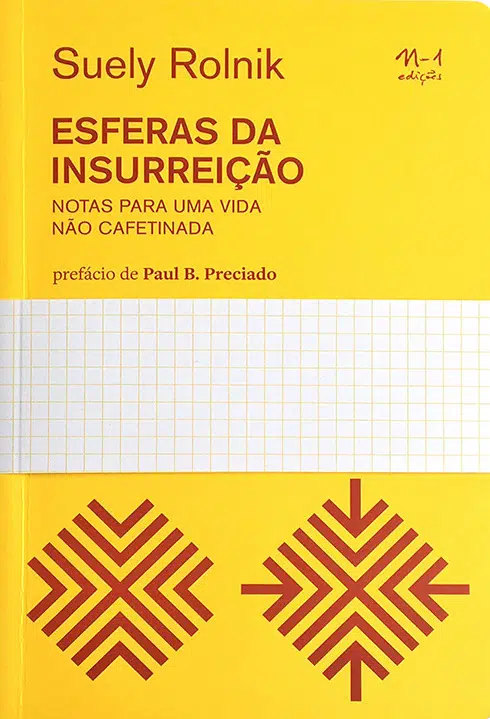 Suely Rolnik
n-1
edições
ESFERAS DA
INSURREIÇÃO
NOTAS PARA UMA VIDA
NÃO CAFETINADA
prefácio de Paul B. Preciado